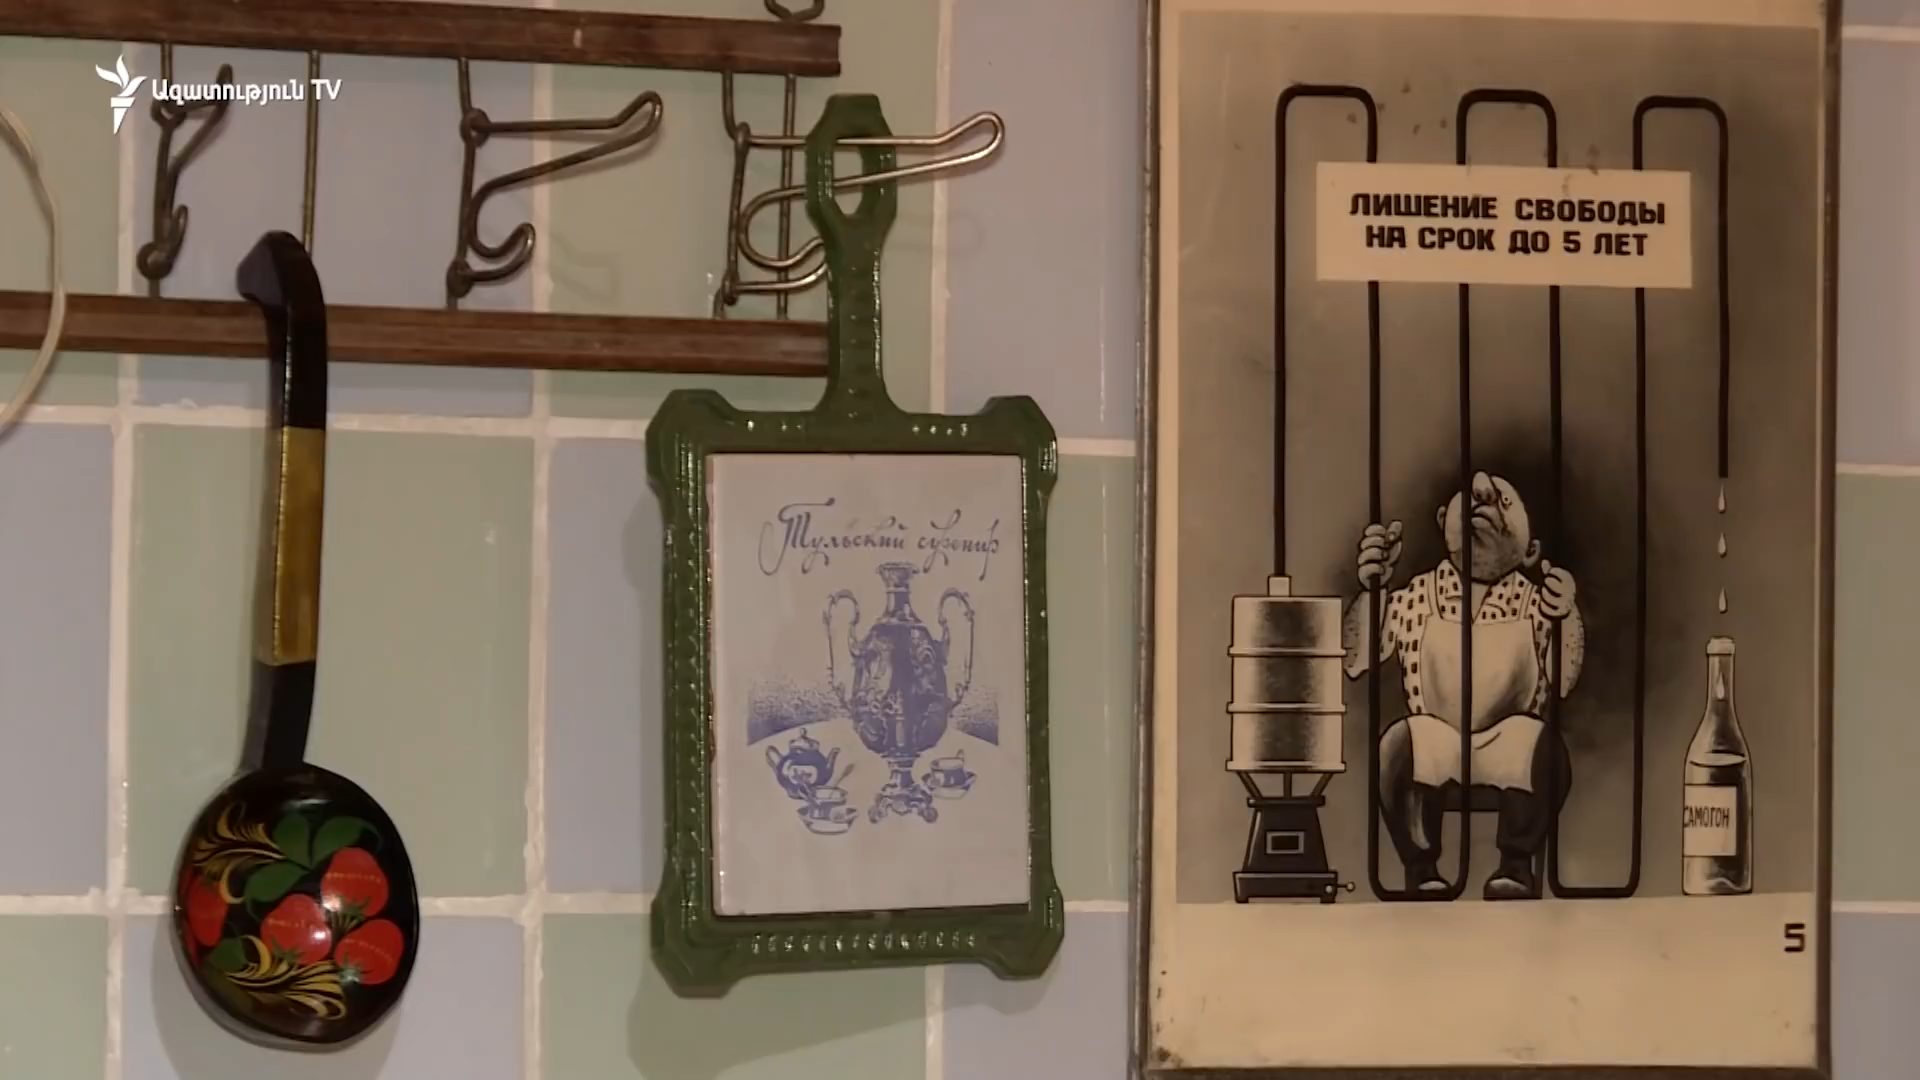 Ազատություն TV
ЛИШЕНИЕ СВОБОДЫ
НА СРОК ДО 5 ЛЕТ
Тульский сувенир
САМОГОН
5